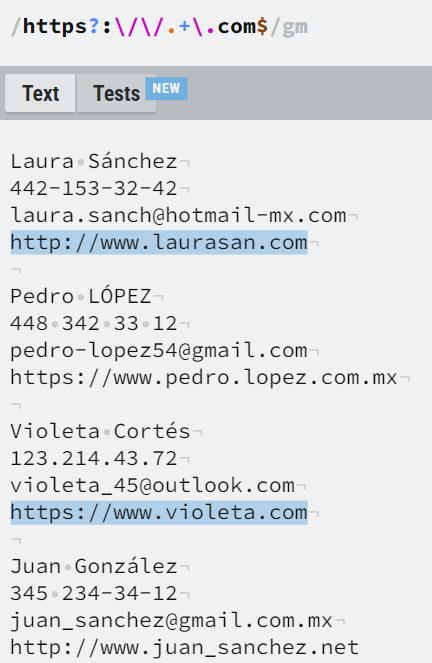 /https?:\/\/.+\.com$/gm
Text Tests NEW
Laura Sánchez
442-153-32-42
laura.sanch@hotmail-mx.com
http://www.laurasan.com
Pedro LÓPEZ
448 342 33 12
pedro-lopez54@gmail.com
https://www.pedro.lopez.com.mx
Violeta Cortés
123.214.43.72
violeta_45@outlook.com
https://www.violeta.com
Juan González
345 234-34-12
juan_sanchez@gmail.com.mx
http://www.juan_sanchez.net